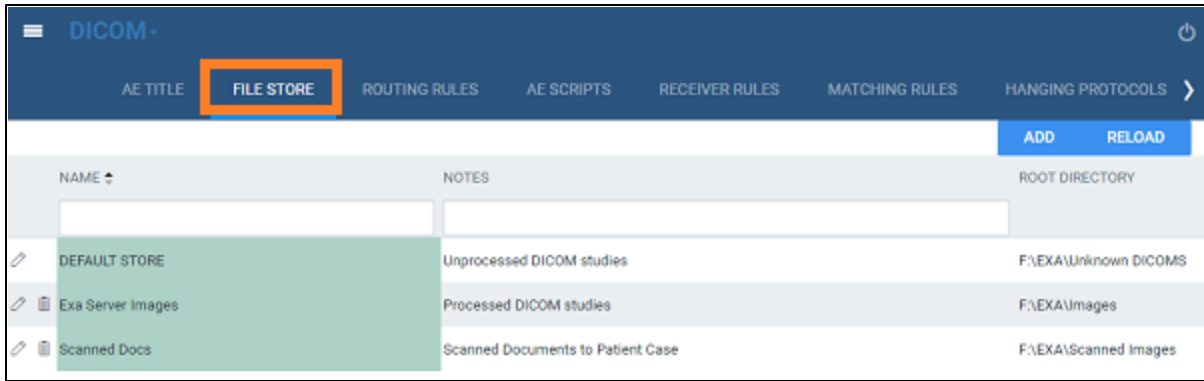 DICOM
AE TITLE FILE STORE ROUTING RULES AE SCRIPTS RECEIVER RULES MATCHING RULES HANGING PROTOCOLS
ADD RELOAD
NAME NOTES ROOT DIRECTORY
DEFAULT STORE Unprocessed DICOM studies F:\EXA\Unknown DICOMS
Exa Server Images Processed DICOM studies F:\EXA\Images
Scanned Docs Scanned Documents to Patient Case F:\EXA\Scanned Images